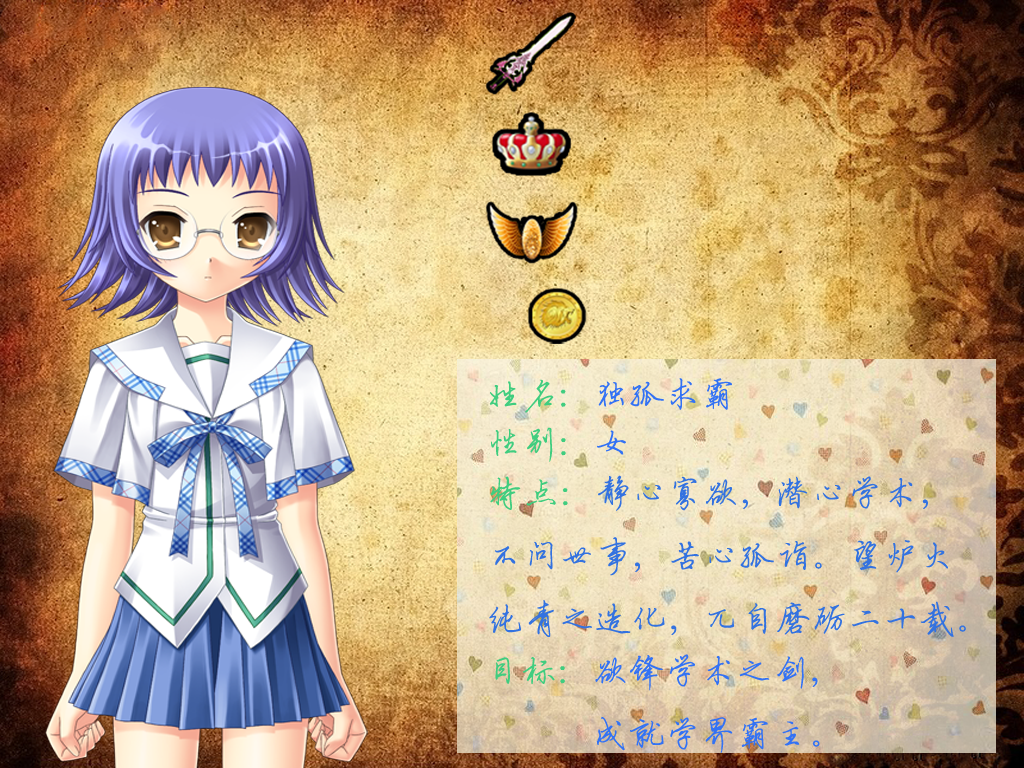 姓名：独孤求霸
性别：女
特点：静心寡欲，潜心学术，
不问世事，苦心孤诣。望炉火
纯青之造化，兀自磨砺二十载。
目标：欲锋学术之剑，
成就学界霸主。